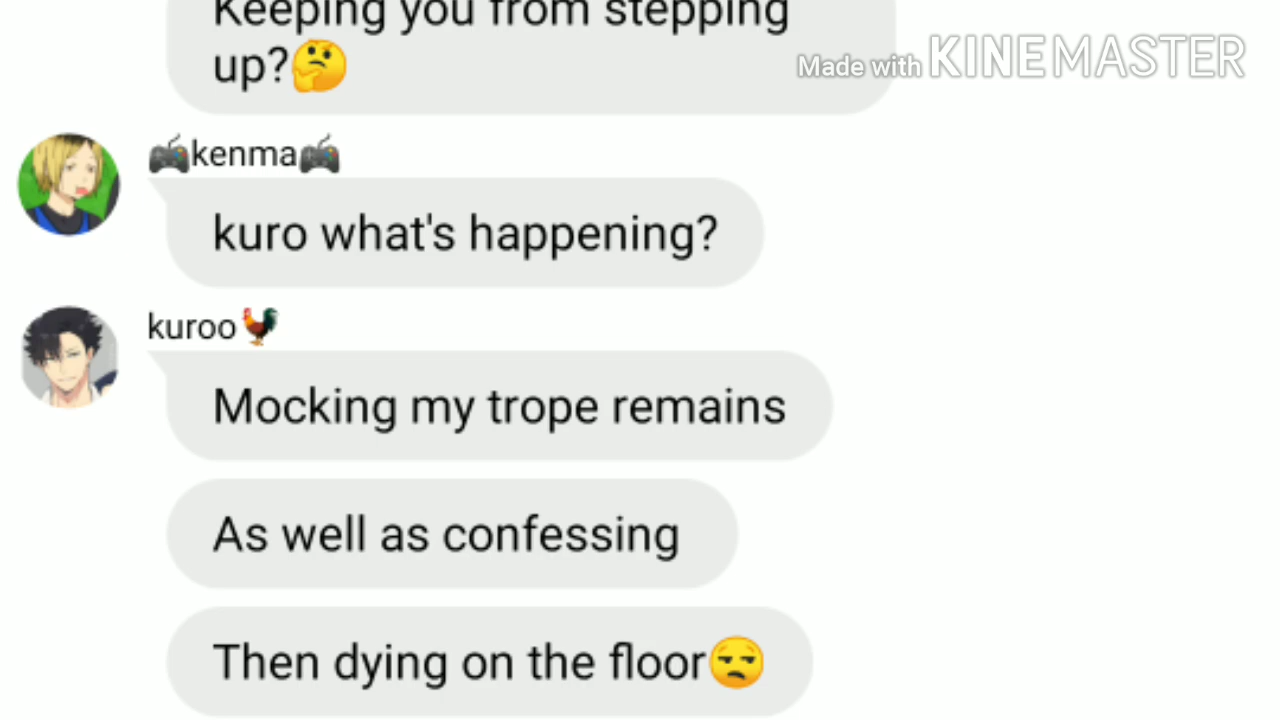 Keeping you from stepping
up?🤔
Made with KINEMASTER
🎮kenma🎮
kuro what's happening?
kuroo🐓
Mocking my trope remains
As well as confessing
Then dying on the floor😒